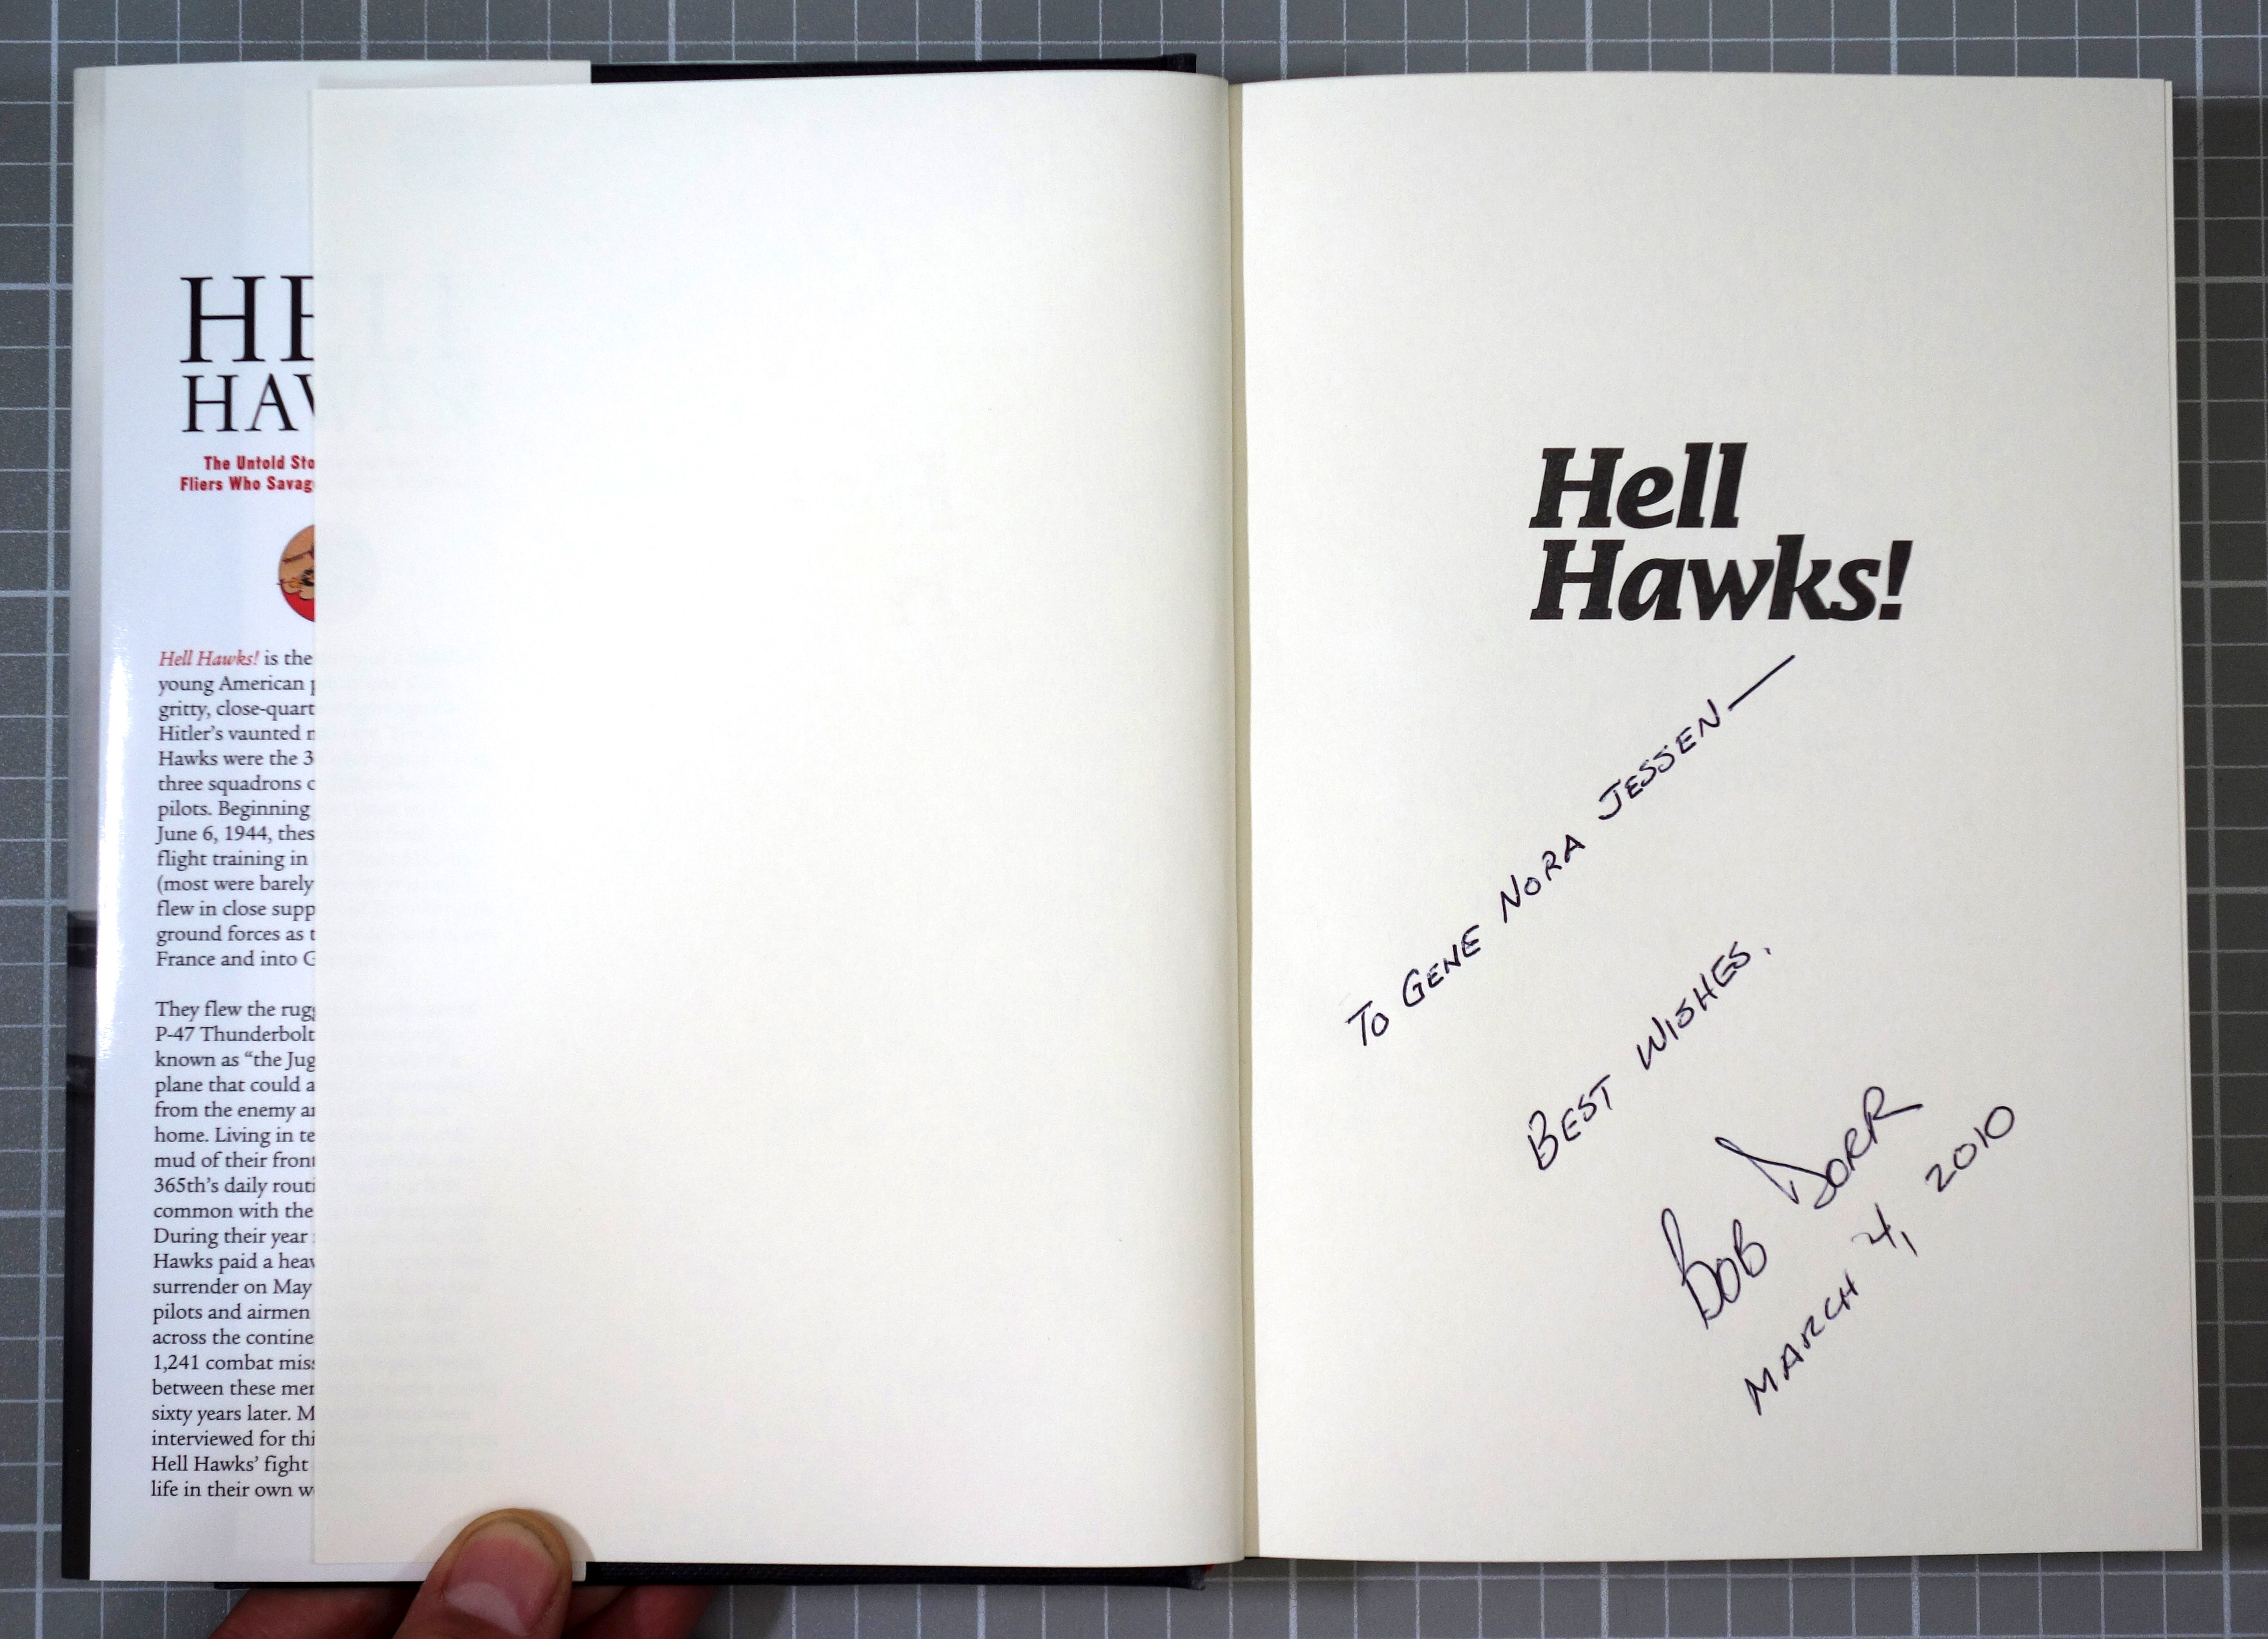 HE
HAW
The Untold Sto
Fliers Who Savag
Hell Hawks! is the
young American p
gritty, close-quart
Hitler's vaunted
Hawks were the 3
three squadrons
pilots. Beginning
June 6, 1944, thes
flight training in
(most were barely
flew in close supp
ground forces as t
France and into G
They flew the rugg
P-47 Thunderbolt
known as “the Jug
plane that could a
from the enemy an
home. Living in te
mud of their front
365th's daily routi
common with the
During their year
Hawks paid a heav
surrender on May
pilots and airmen
across the contine
1,241 combat miss
between these men
sixty years later. M
interviewed for thi
Hell Hawks' fight
life in their own w
Hell
Hawks!
TO GENE NORA JESSEN—
BEST WISHES.
BOB DORR
MARCH 4, 2010